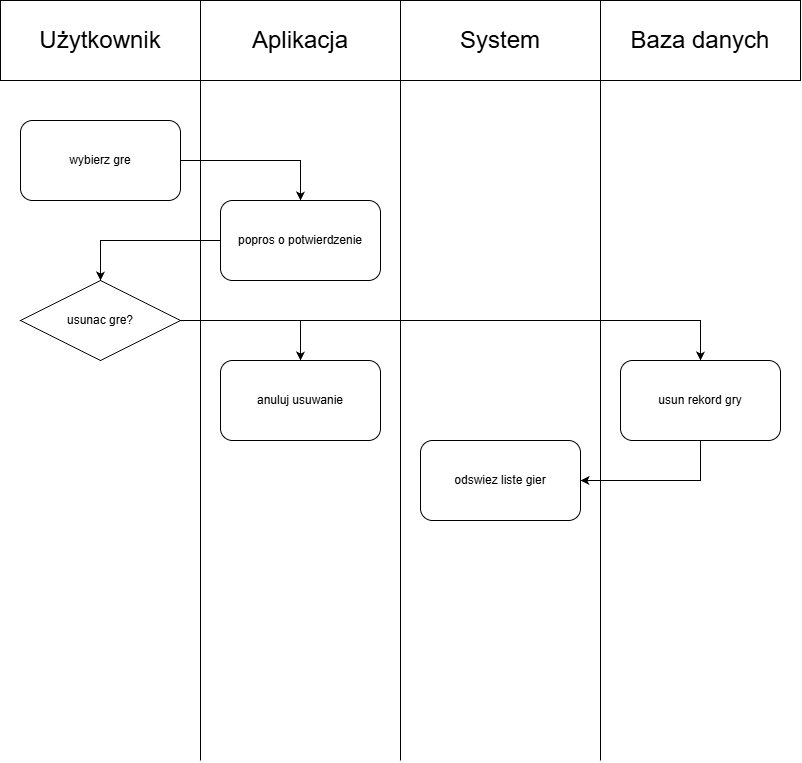 Użytkownik
Aplikacja
System
Baza danych
wybierz gre
popros o potwierdzenie
usunac gre?
anuluj usuwanie
usun rekord gry
odswiez liste gier